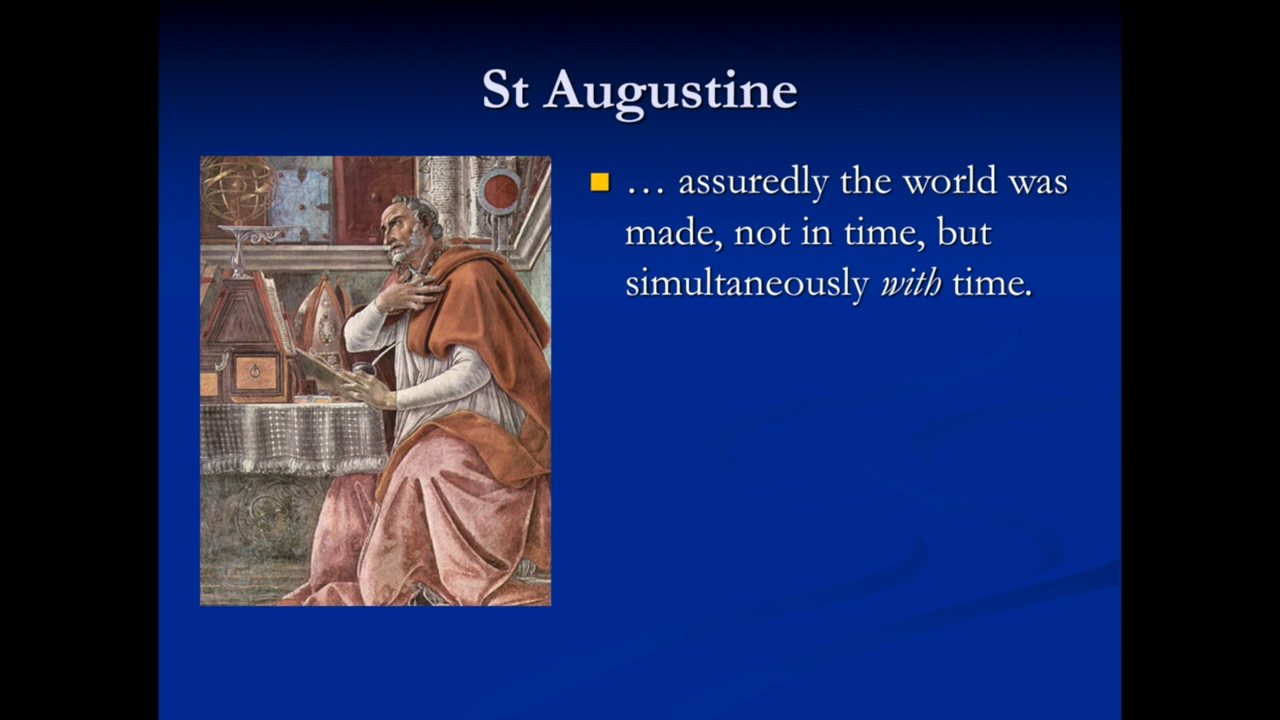 St Augustine
… assuredly the world was
made, not in time, but
simultaneously with time.